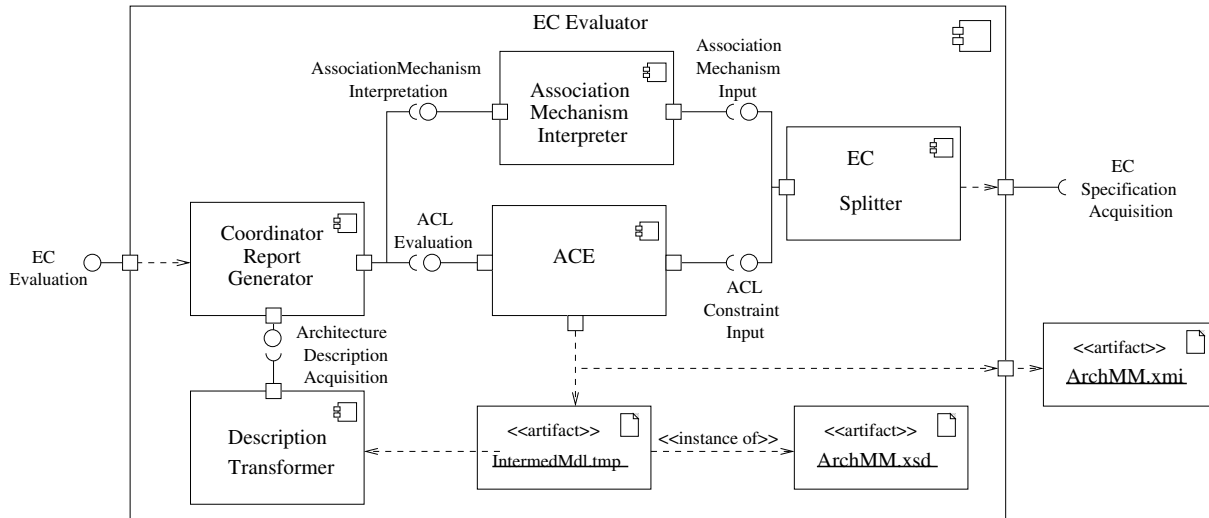 EC Evaluator
AssociationMechanism
Interpretation
Association
Mechanism
Interpreter
Association
Mechanism
Input
EC
Splitter
EC
Specification
Acquisition
EC
Evaluation
Coordinator
Report
Generator
ACL
Evaluation
ACE
ACL
Constraint
Input
Architecture
Description
Acquisition
<<artifact>>
ArchMM.xmi
Description
Transformer
<<artifact>>
IntermedMdl.tmp
<<instance of>>
<<artifact>>
ArchMM.xsd